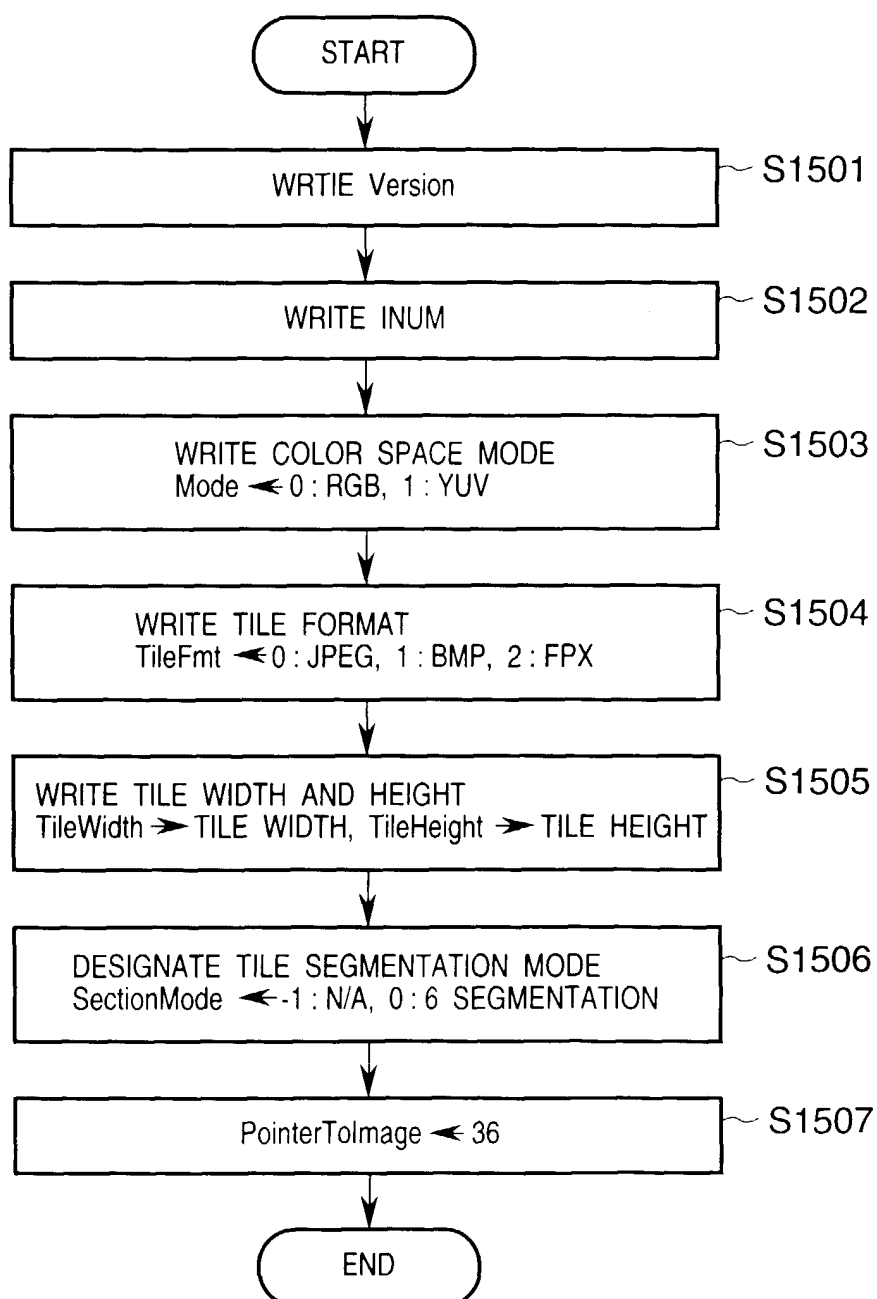 START
WRTIE Version
S1501
WRITE INUM
S1502
WRITE COLOR SPACE MODE
Mode ← 0 : RGB, 1 : YUV
S1503
WRITE TILE FORMAT
TileFmt ← 0 : JPEG, 1 : BMP, 2 : FPX
S1504
WRITE TILE WIDTH AND HEIGHT
TileWidth → TILE WIDTH, TileHeight → TILE HEIGHT
S1505
DESIGNATE TILE SEGMENTATION MODE
SectionMode ← -1 : N/A, 0 : 6 SEGMENTATION
S1506
PointerToImage ← 36
S1507
END